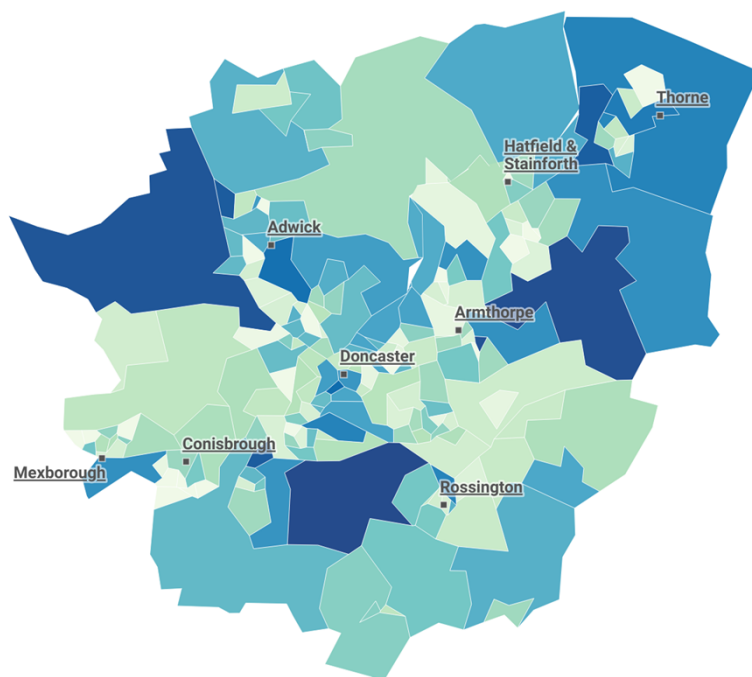 Thorne
Hatfield &
Stainforth
Adwick
Armthorpe
Doncaster
Conisbrough
Mexborough
Rossington